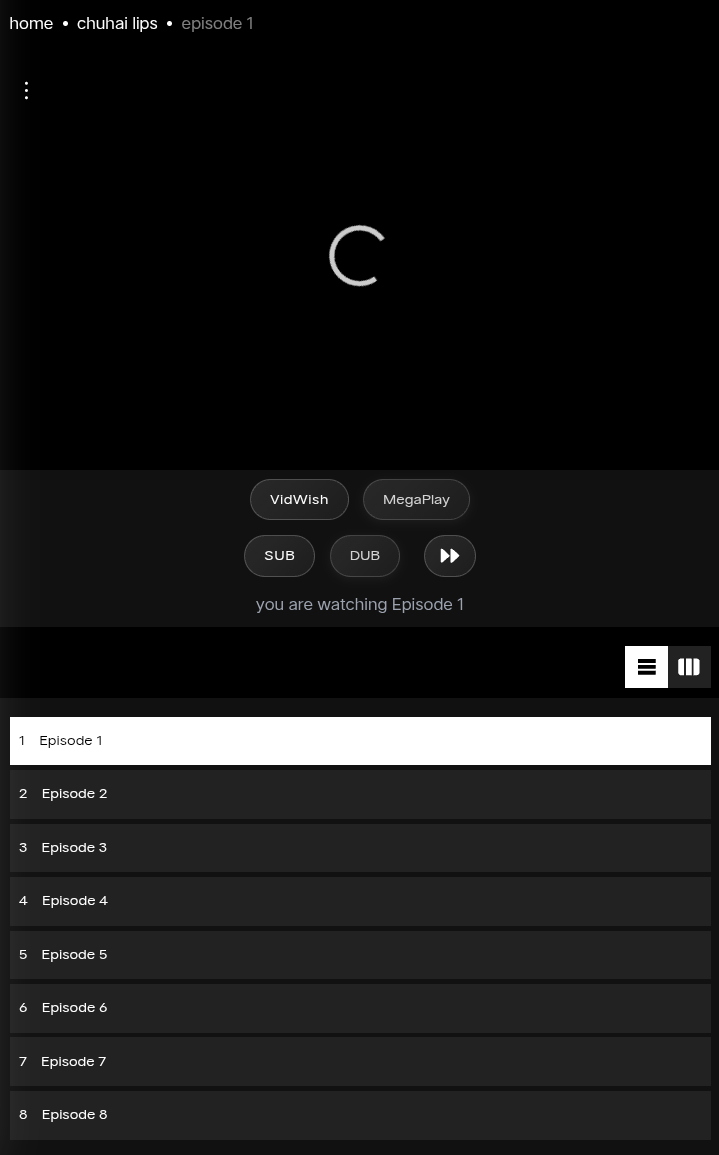 home • chuhai lips • episode 1
VidWish MegaPlay
SUB DUB
you are watching Episode 1
1 Episode 1
2 Episode 2
3 Episode 3
4 Episode 4
5 Episode 5
6 Episode 6
7 Episode 7
8 Episode 8